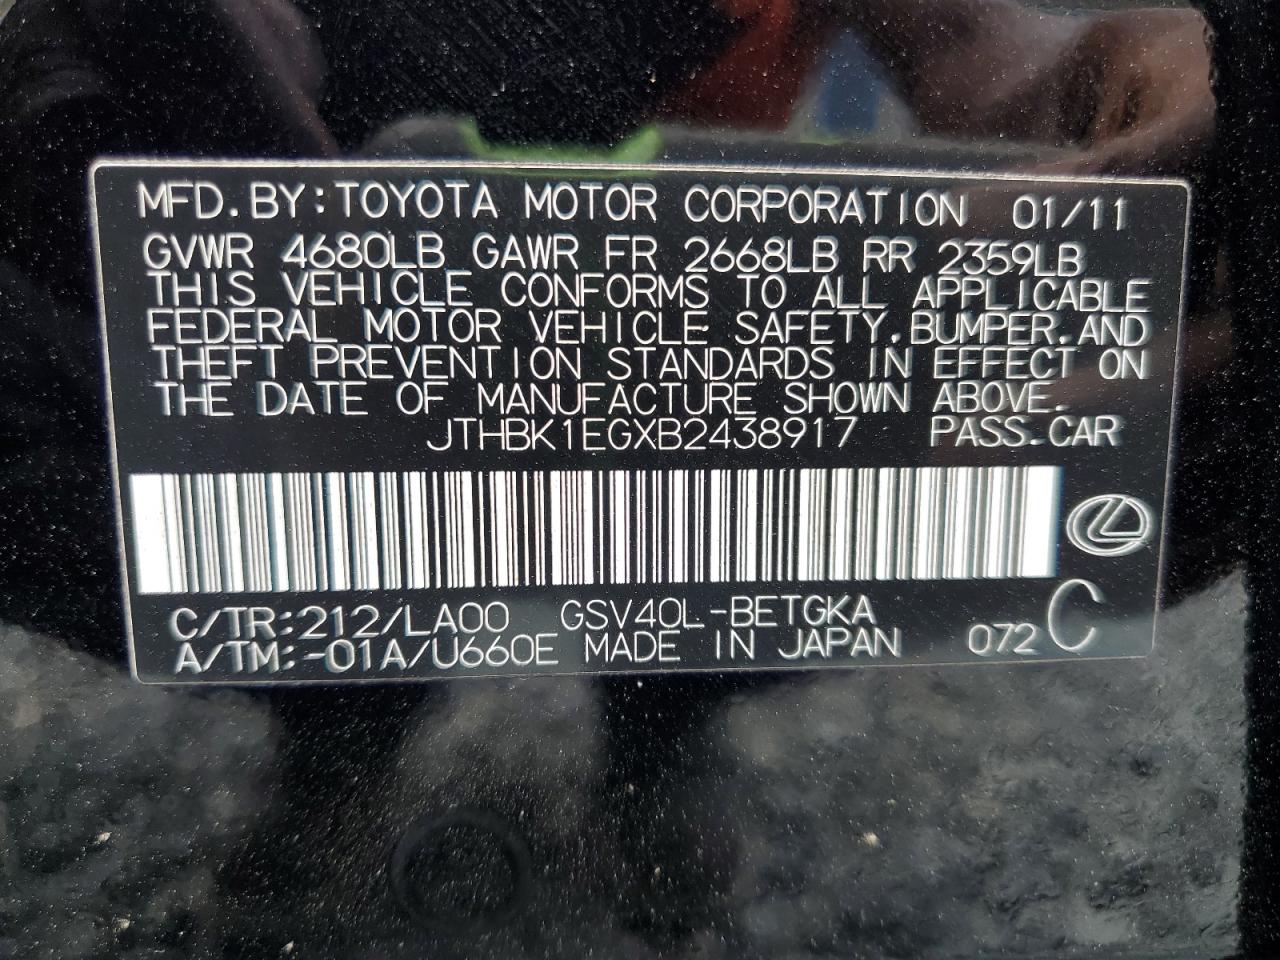 MFD. BY: TOYOTA MOTOR CORPORATION 01/11
GVWR 4680LB GAWR FR 2668LB RR 2359LB
THIS VEHICLE CONFORMS TO ALL APPLICABLE
FEDERAL MOTOR VEHICLE SAFETY, BUMPER, AND
THEFT PREVENTION STANDARDS IN EFFECT ON
THE DATE OF MANUFACTURE SHOWN ABOVE.
JTHBK1EGXB2438917 PASS. CAR
C/TR: 212/LA00 GSV40L-BETGKA
A/TM: -01A/U660E MADE IN JAPAN 072 C